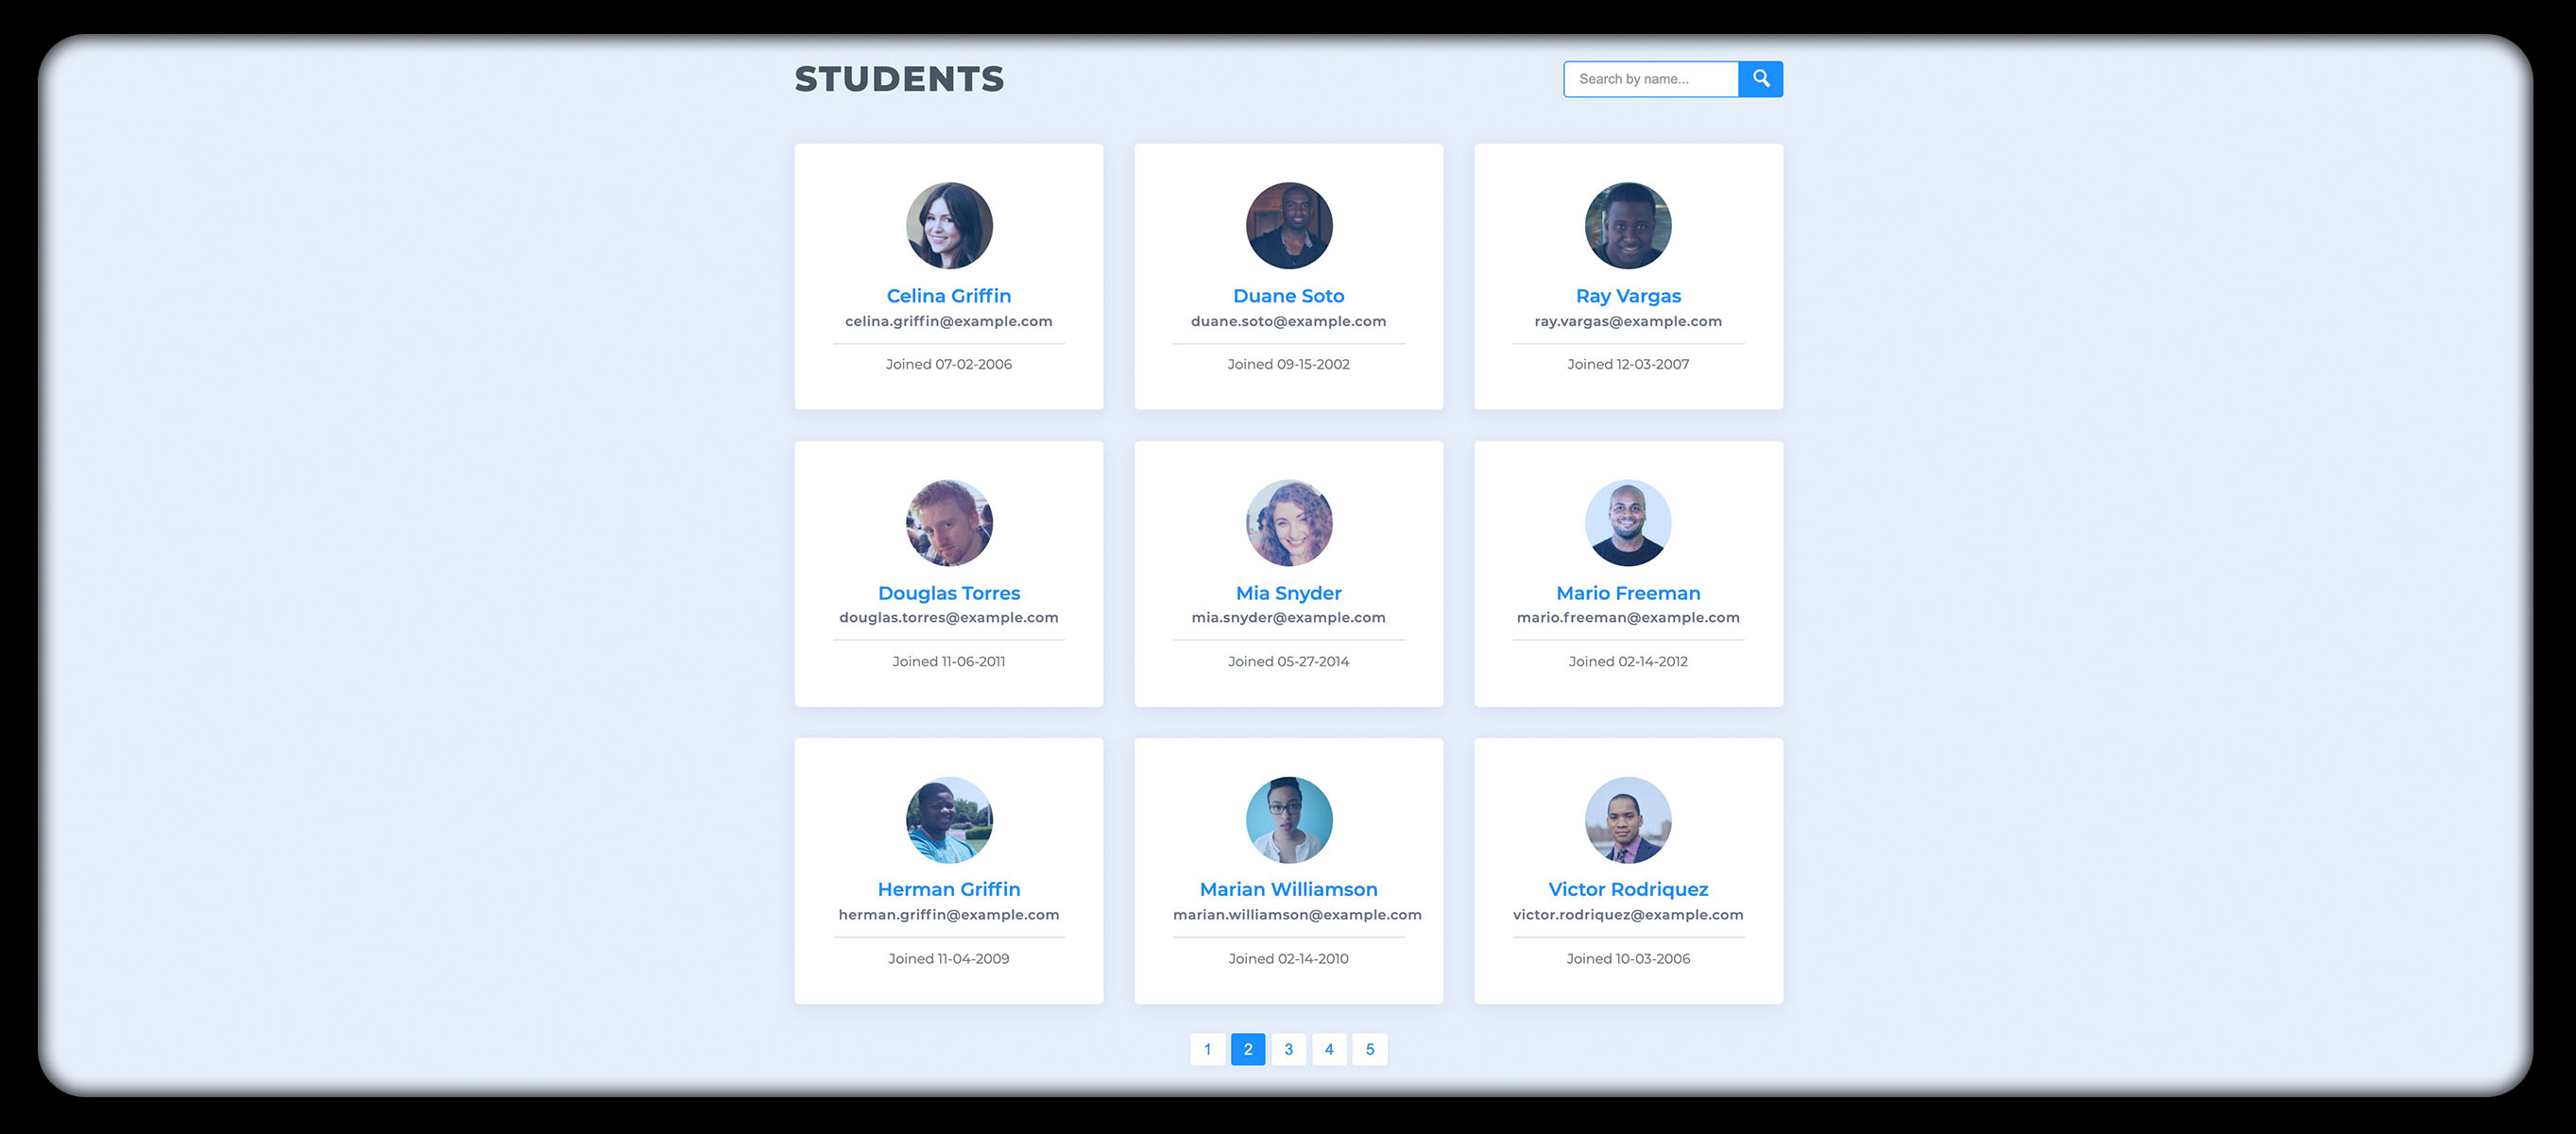 STUDENTS
Search by name...
Celina Griffin
celina.griffin@example.com
Joined 07-02-2006
Duane Soto
duane.soto@example.com
Joined 09-15-2002
Ray Vargas
ray.vargas@example.com
Joined 12-03-2007
Douglas Torres
douglas.torres@example.com
Joined 11-06-2011
Mia Snyder
mia.snyder@example.com
Joined 05-27-2014
Mario Freeman
mario.freeman@example.com
Joined 02-14-2012
Herman Griffin
herman.griffin@example.com
Joined 11-04-2009
Marian Williamson
marian.williamson@example.com
Joined 02-14-2010
Victor Rodriquez
victor.rodriquez@example.com
Joined 10-03-2006
1 2 3 4 5